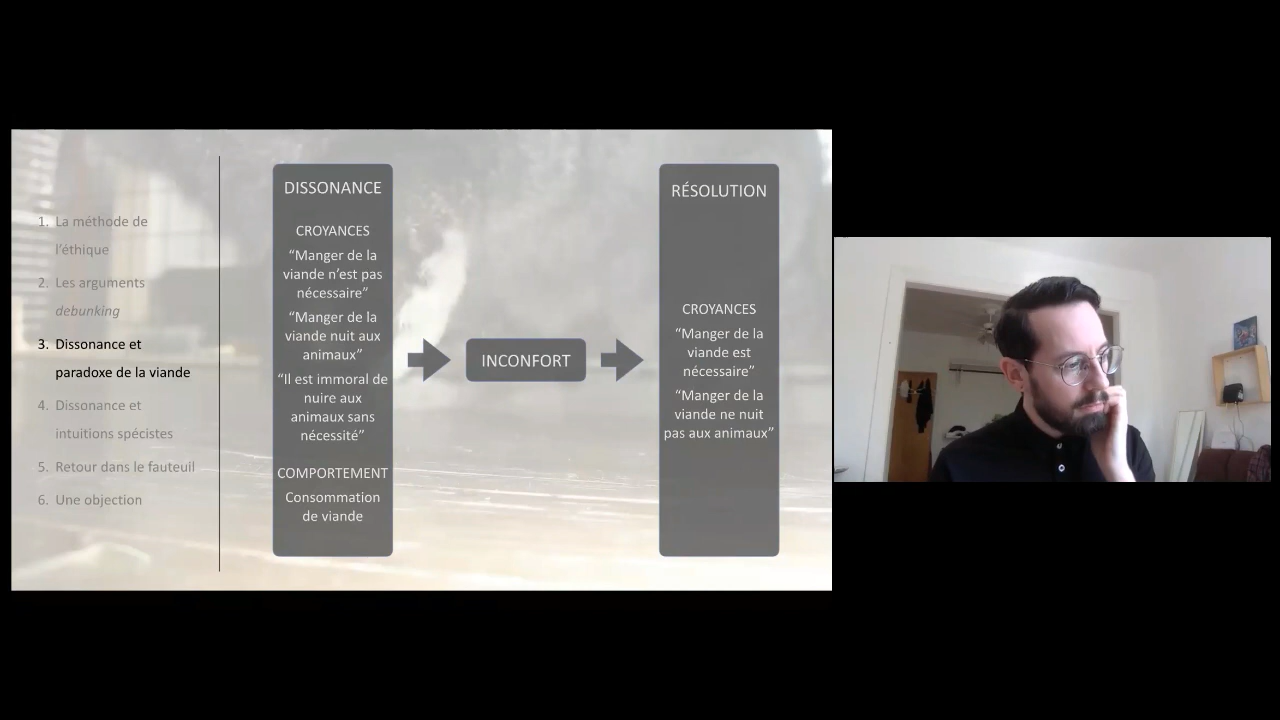 1. La méthode de
l'éthique
2. Les arguments
debunking
3. Dissonance et
paradoxe de la viande
4. Dissonance et
intuitions spécistes
5. Retour dans le fauteuil
6. Une objection
DISSONANCE
CROYANCES
“Manger de la
viande n'est pas
nécessaire”
“Manger de la
viande nuit aux
animaux”
“Il est immoral de
nuire aux
animaux sans
nécessité”
COMPORTEMENT
Consommation
de viande
INCONFORT
RÉSOLUTION
CROYANCES
“Manger de la
viande est
nécessaire”
“Manger de la
viande ne nuit
pas aux animaux”